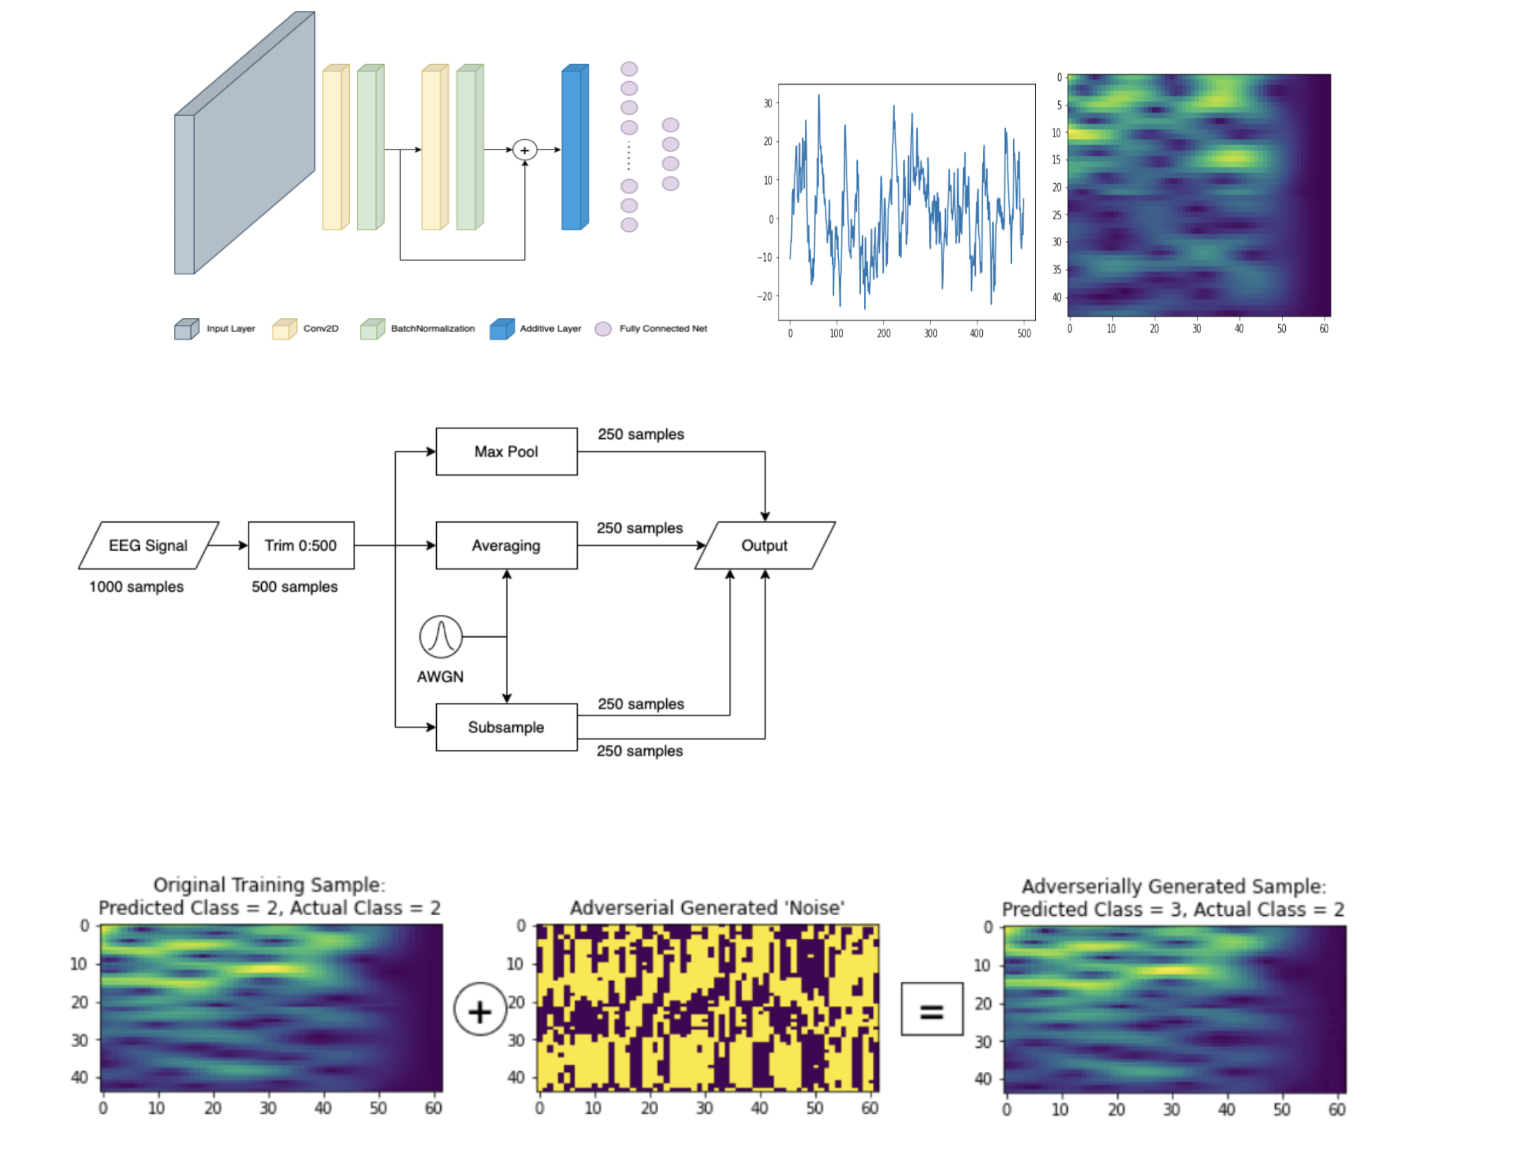 +
Input Layer
Conv2D
BatchNormalization
Additive Layer
Fully Connected Net
30
20
10
0
−10
−20
0 100 200 300 400 500
0
5
10
15
20
25
30
35
40
0 10 20 30 40 50 60
EEG Signal
1000 samples
Trim 0:500
500 samples
Max Pool
250 samples
Averaging
250 samples
Output
AWGN
Subsample
250 samples
250 samples
Original Training Sample:
Predicted Class = 2, Actual Class = 2
0
10
20
30
40
0 10 20 30 40 50 60
+
Adverserial Generated 'Noise'
0
10
20
30
40
0 10 20 30 40 50 60
=
Adverserially Generated Sample:
Predicted Class = 3, Actual Class = 2
0
10
20
30
40
0 10 20 30 40 50 60